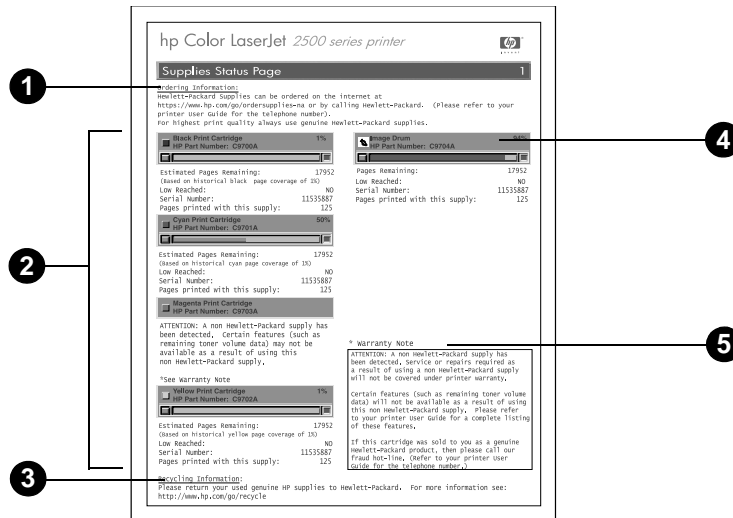 hp Color LaserJet 2500 series printer
hp
Supplies Status Page 1
1
Ordering Information:
Hewlett-Packard Supplies can be ordered on the internet at
https://www.hp.com/go/ordersupplies-na or by calling Hewlett-Packard. (Please refer to your
printer User Guide for the telephone number).
For highest print quality always use genuine Hewlett-Packard supplies.
2
Black Print Cartridge 1%
HP Part Number: C9700A
Estimated Pages Remaining: 17952
(Based on historical black page coverage of 1%)
Low Reached: NO
Serial Number: 11535887
Pages printed with this supply: 125
Cyan Print Cartridge 50%
HP Part Number: C9701A
Estimated Pages Remaining: 17952
(Based on historical cyan page coverage of 1%)
Low Reached: NO
Serial Number: 11535887
Pages printed with this supply: 125
Magenta Print Cartridge
HP Part Number: C9703A
ATTENTION: A non Hewlett-Packard supply has
been detected, Certain features (such as
remaining toner volume data) may not be
available as a result of using this
non Hewlett-Packard supply,
*See Warranty Note
Yellow Print Cartridge 1%
HP Part Number: C9702A
Estimated Pages Remaining: 17952
(Based on historical yellow page coverage of 1%)
Low Reached: NO
Serial Number: 11535887
Pages printed with this supply: 125
4
Image Drum 94%
HP Part Number: C9704A
Pages Remaining: 17952
Low Reached: NO
Serial Number: 11535887
Pages printed with this supply: 125
5
* Warranty Note
ATTENTION: A non Hewlett-Packard supply has
been detected, Service or repairs required as
a result of using a non Hewlett-Packard supply
will not be covered under printer warranty,
Certain features (such as remaining toner volume
data) will not be available as a result of using
this non Hewlett-Packard supply, Please refer
to your printer User Guide for a complete listing
of these features,
If this cartridge was sold to you as a genuine
Hewlett-Packard product, then please call our
fraud hot-line, (Refer to your printer User
Guide for the telephone number,)
3
Recycling Information:
Please return your used genuine HP supplies to Hewlett-Packard. For more information see:
http://www.hp.com/go/recycle